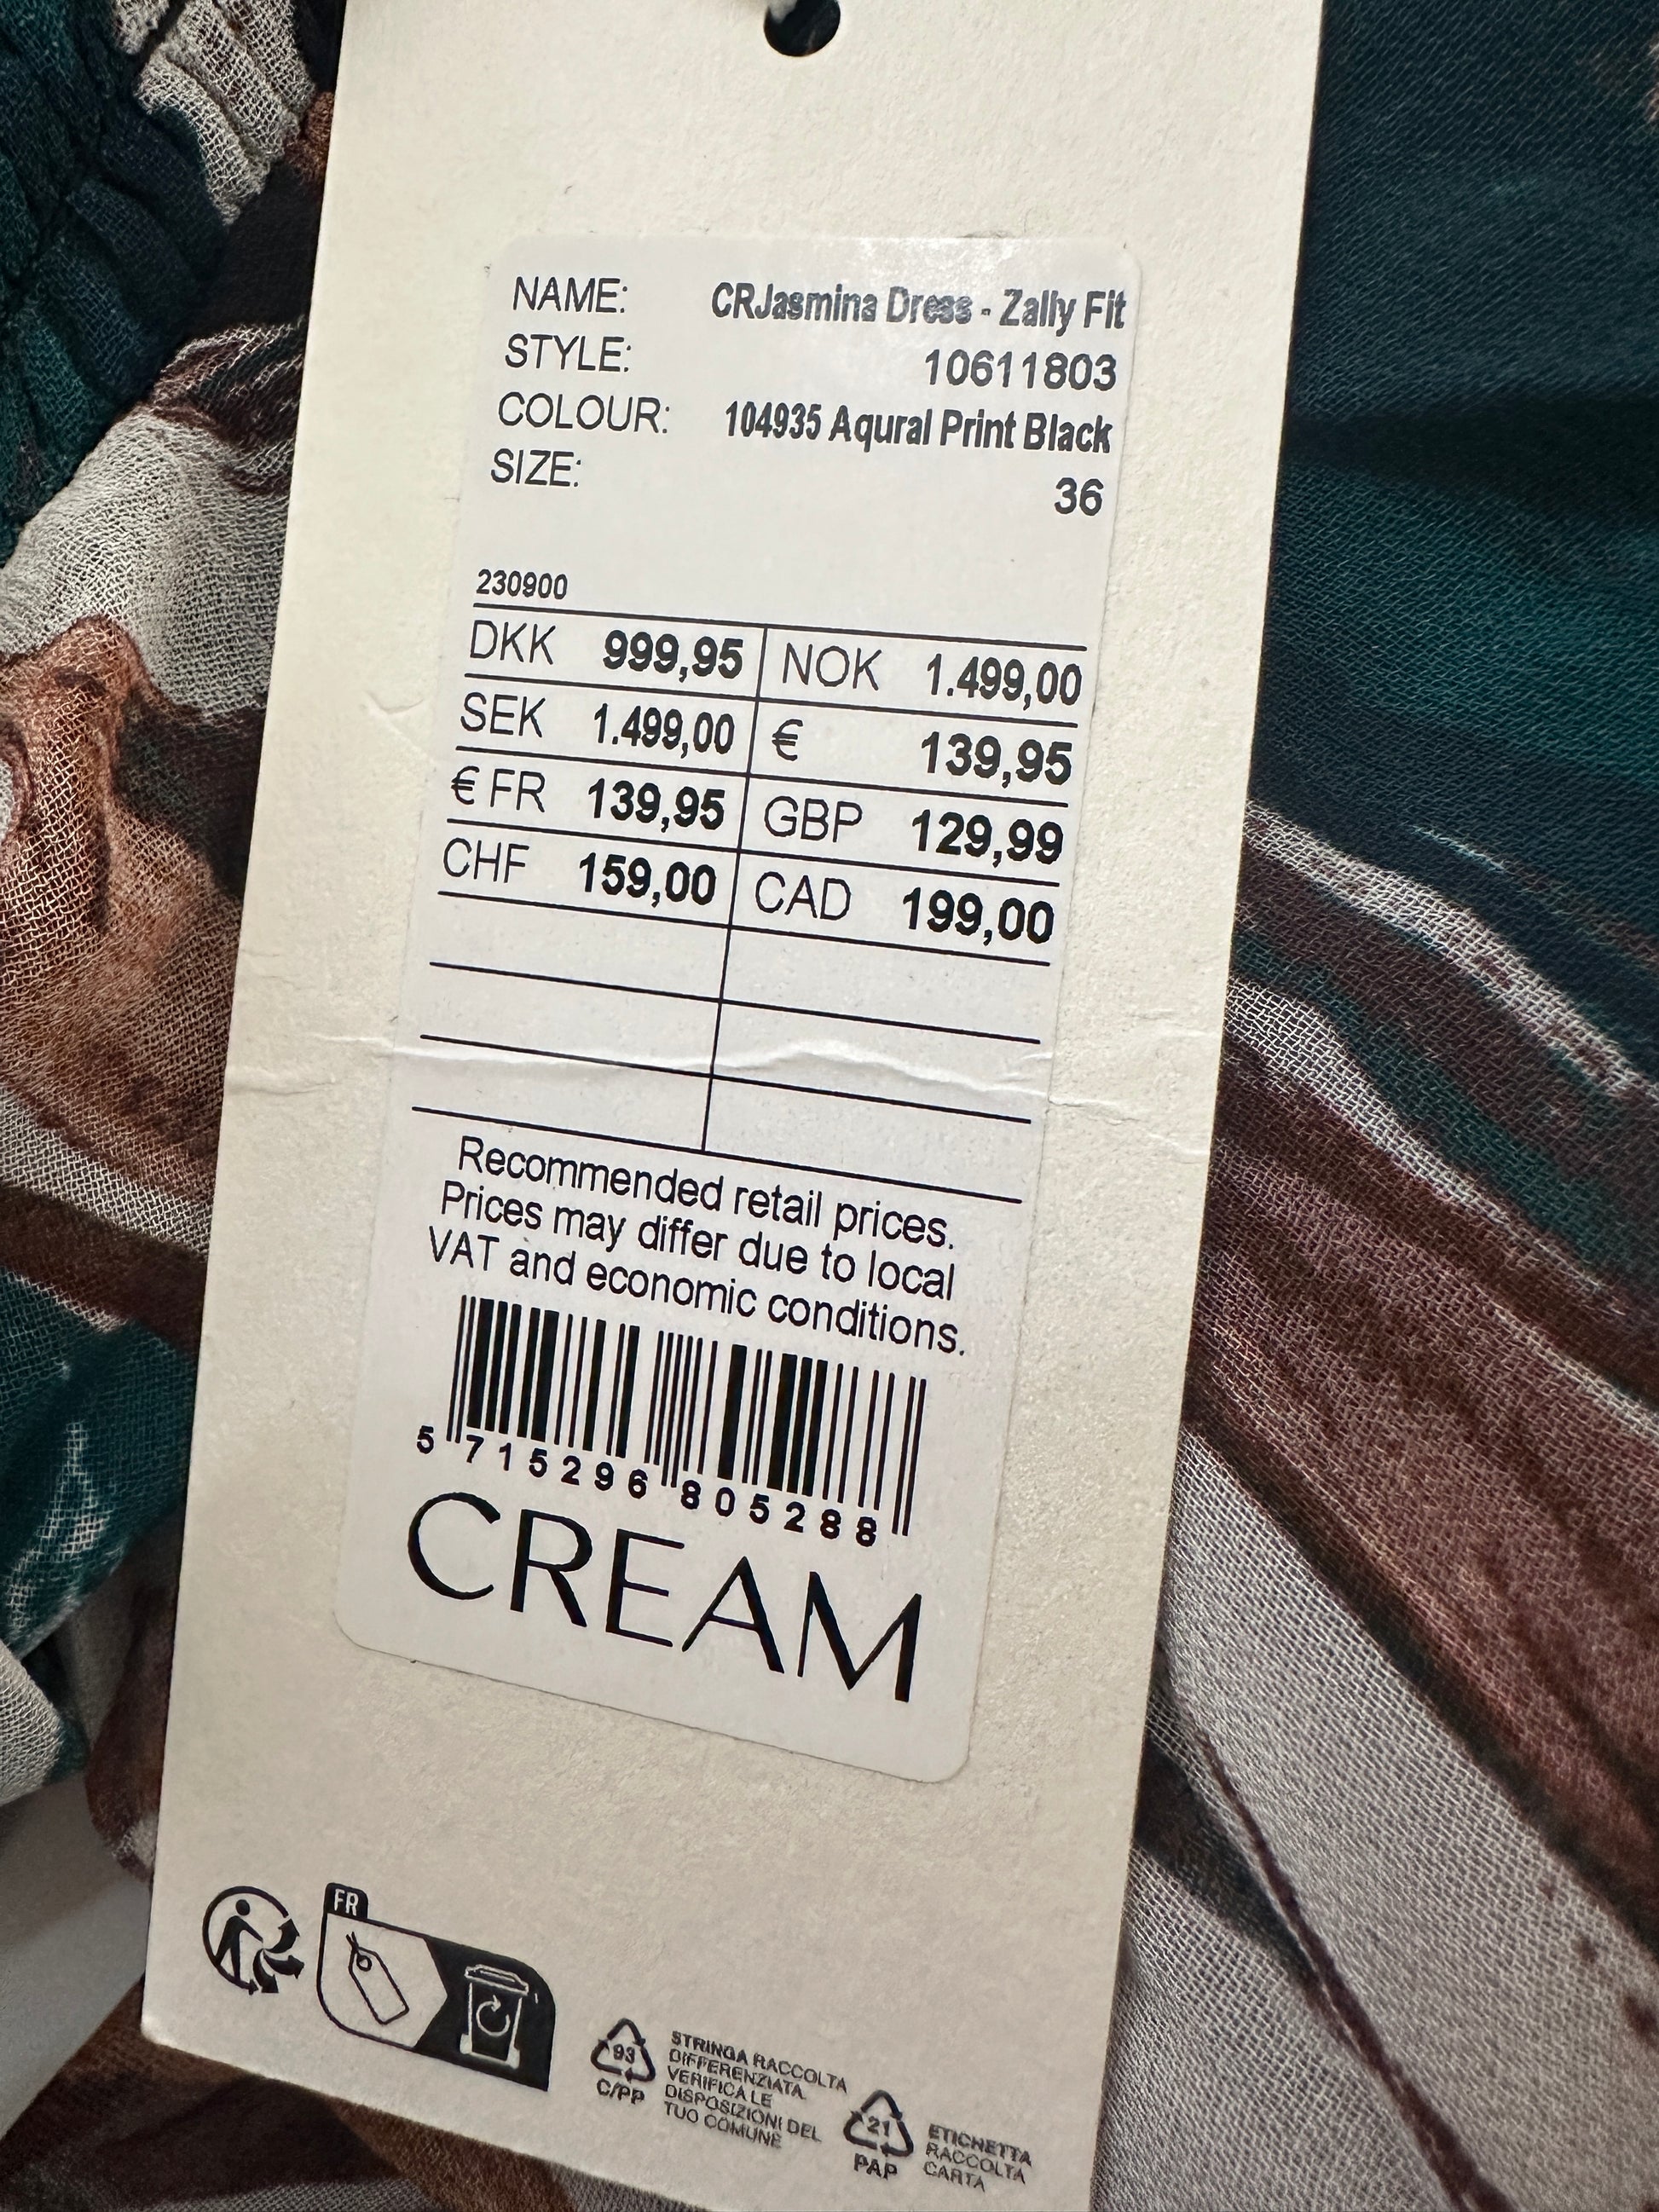 NAME: CRJasmina Dress - Zally Fit
STYLE: 10611803
COLOUR: 104935 Aqural Print Black
SIZE: 36
230900
DKK 999,95 NOK 1.499,00
SEK 1.499,00 € 139,95
€ FR 139,95 GBP 129,99
CHF 159,00 CAD 199,00
Recommended retail prices.
Prices may differ due to local
VAT and economic conditions.
5 715296 805288
CREAM
FR
93
C/PP
STRINGA RACCOLTA
DIFFERENZIATA.
VERIFICA LE
DISPOSIZIONI DEL
TUO COMUNE
21
PAP
ETICHETTA
RACCOLTA
CARTA